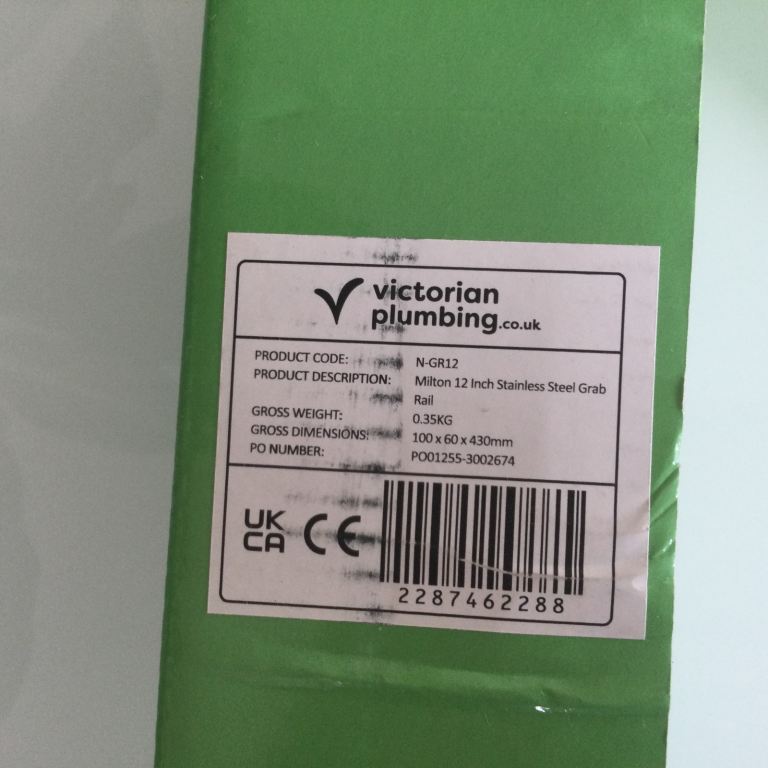 victorian
plumbing.co.uk
PRODUCT CODE: N-GR12
PRODUCT DESCRIPTION: Milton 12 Inch Stainless Steel Grab
Rail
GROSS WEIGHT: 0.35KG
GROSS DIMENSIONS: 100 x 60 x 430mm
PO NUMBER: PO01255-3002674
UK
CA CE
2287462288